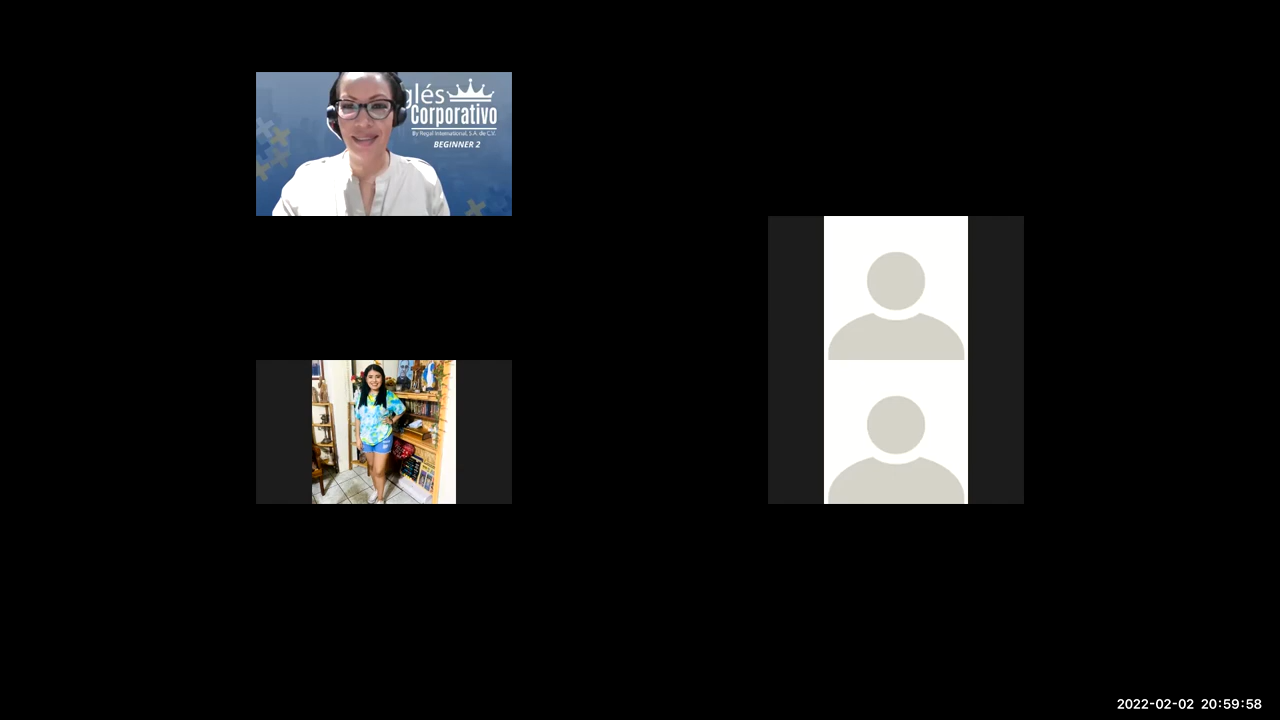 glés
Corporativo
By Regal International, S.A. de C.V.
BEGINNER 2
2022-02-02 20:59:58